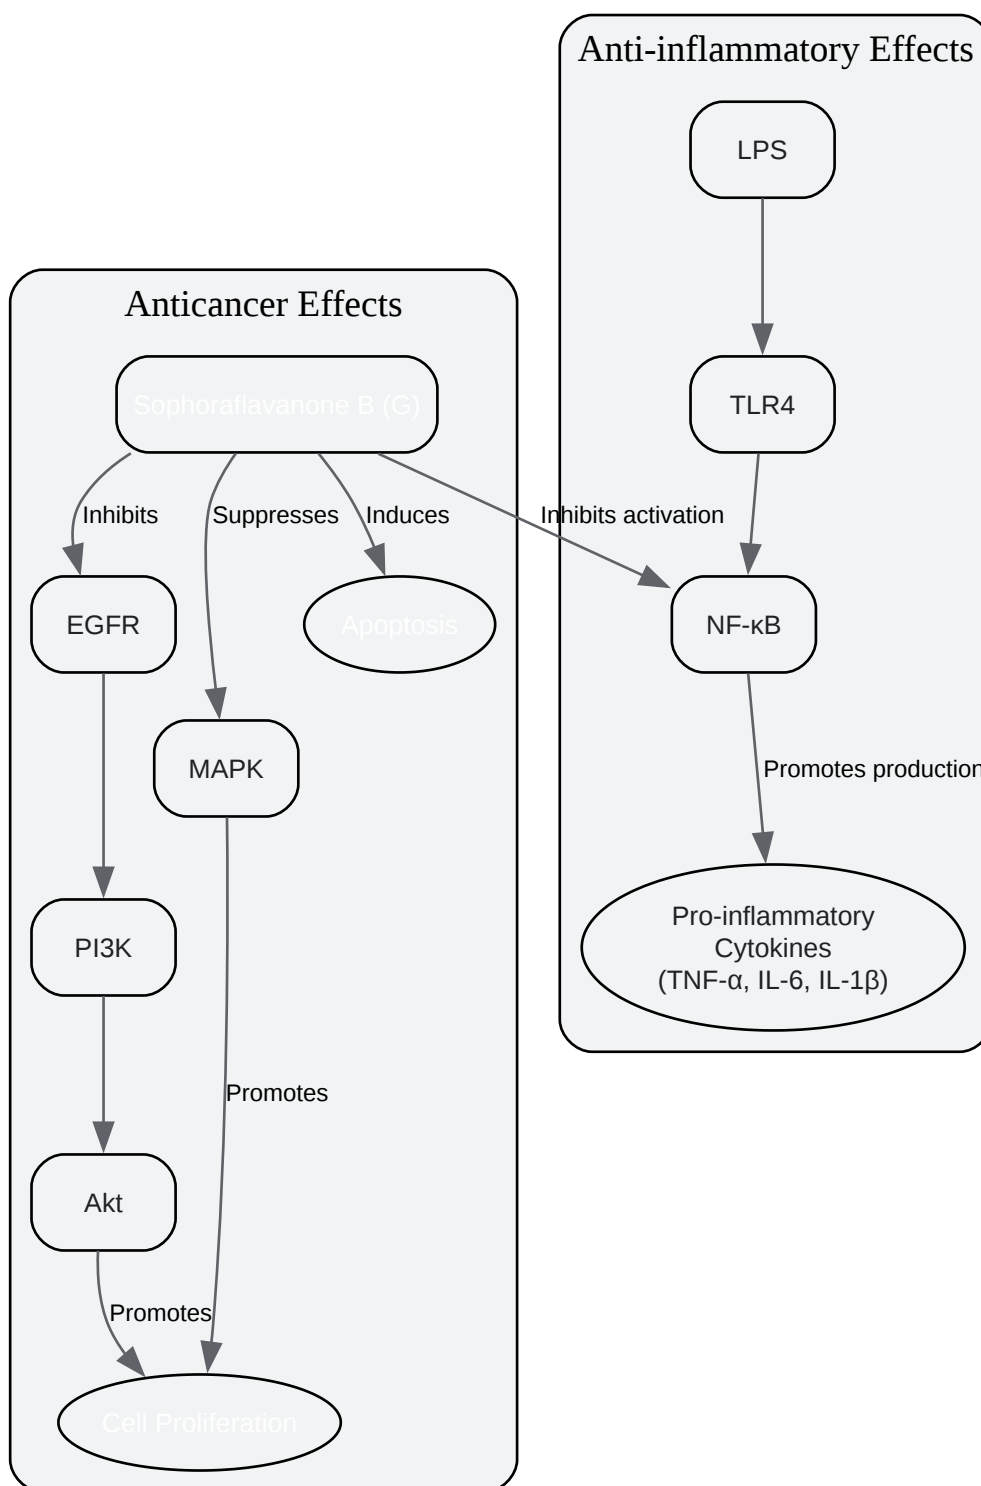 Anti-inflammatory Effects
LPS
Anticancer Effects
Sophoraflavanone B (G)
TLR4
Inhibits
Suppresses
Induces
Inhibits activation
EGFR
Apoptosis
NF-κB
MAPK
Promotes production
PI3K
Pro-inflammatory
Cytokines
(TNF-α, IL-6, IL-1β)
Promotes
Akt
Promotes
Cell Proliferation